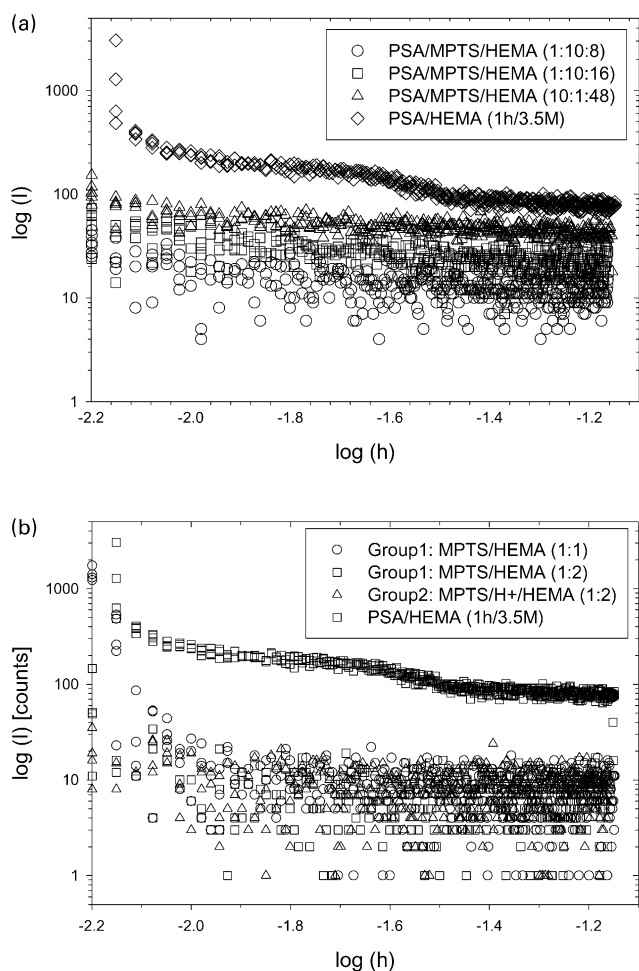 (a)
PSA/MPTS/HEMA (1:10:8)
PSA/MPTS/HEMA (1:10:16)
PSA/MPTS/HEMA (10:1:48)
PSA/HEMA (1h/3.5M)
log (I)
1000
100
10
1
-2.2 -2.0 -1.8 -1.6 -1.4 -1.2
log (h)
(b)
Group1: MPTS/HEMA (1:1)
Group1: MPTS/HEMA (1:2)
Group2: MPTS/H+/HEMA (1:2)
PSA/HEMA (1h/3.5M)
log (I) [counts]
1000
100
10
1
-2.2 -2.0 -1.8 -1.6 -1.4 -1.2
log (h)